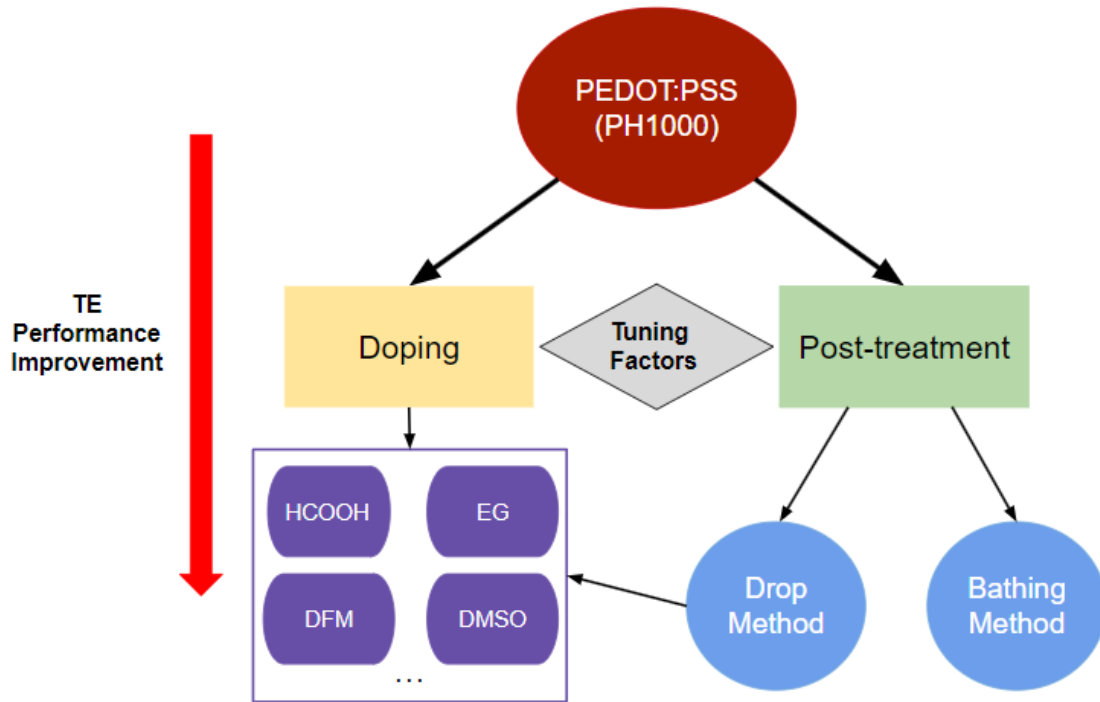 PEDOT:PSS
(PH1000)
TE
Performance
Improvement
Doping
Tuning
Factors
Post-treatment
HCOOH
EG
DFM
DMSO
...
Drop
Method
Bathing
Method